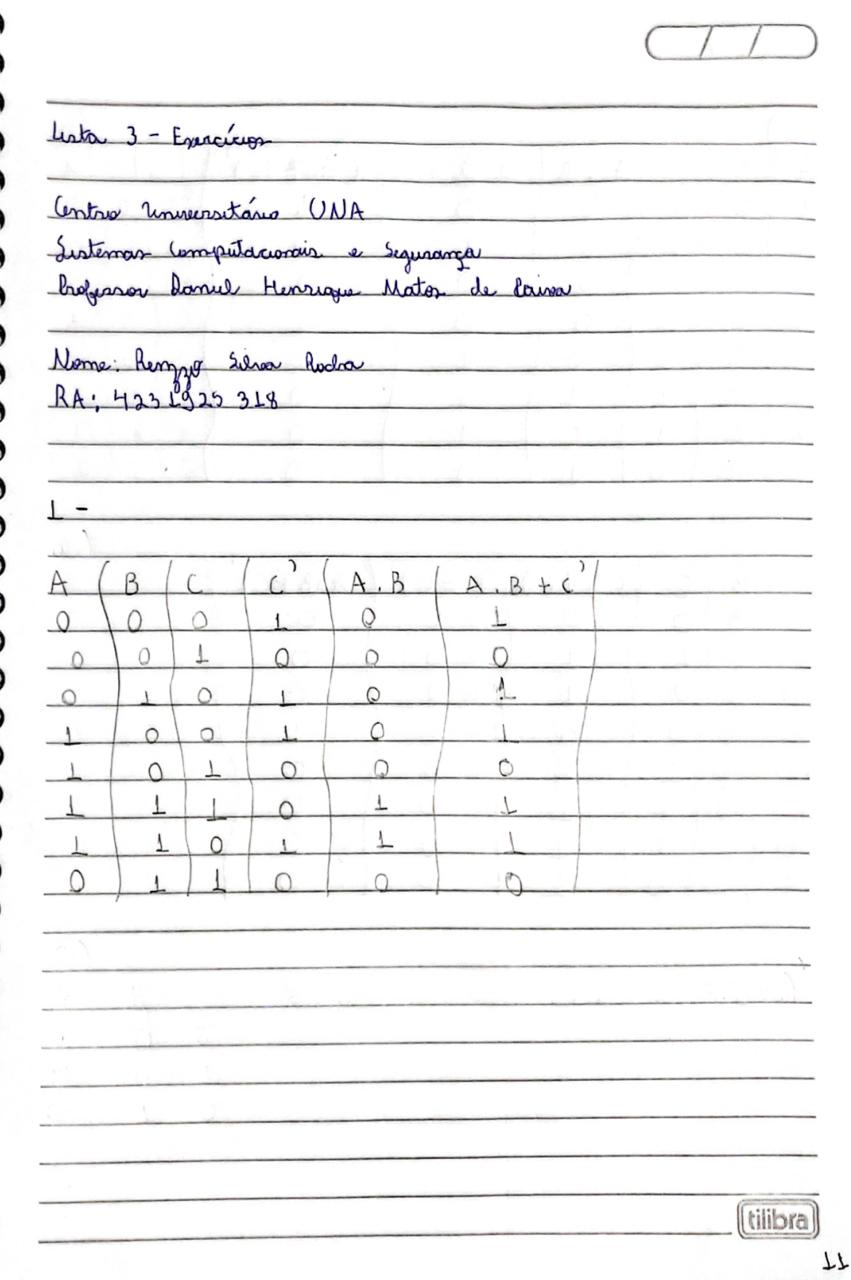 Lista 3 - Exercícios
Centro Universitário UNA
Sistemas Computacionais e Segurança
Professor Daniel Henrique Matos de Paiva
Nome: Renzzo Silva Rocha
RA: 4231925318
1 -
A B C C' A.B A.B+C'
0 0 0 1 0 1
0 0 1 0 0 0
0 1 0 1 0 1
1 0 0 1 0 1
1 0 1 0 0 0
1 1 1 0 1 1
1 1 0 1 1 1
0 1 1 0 0 0
tilibra
11